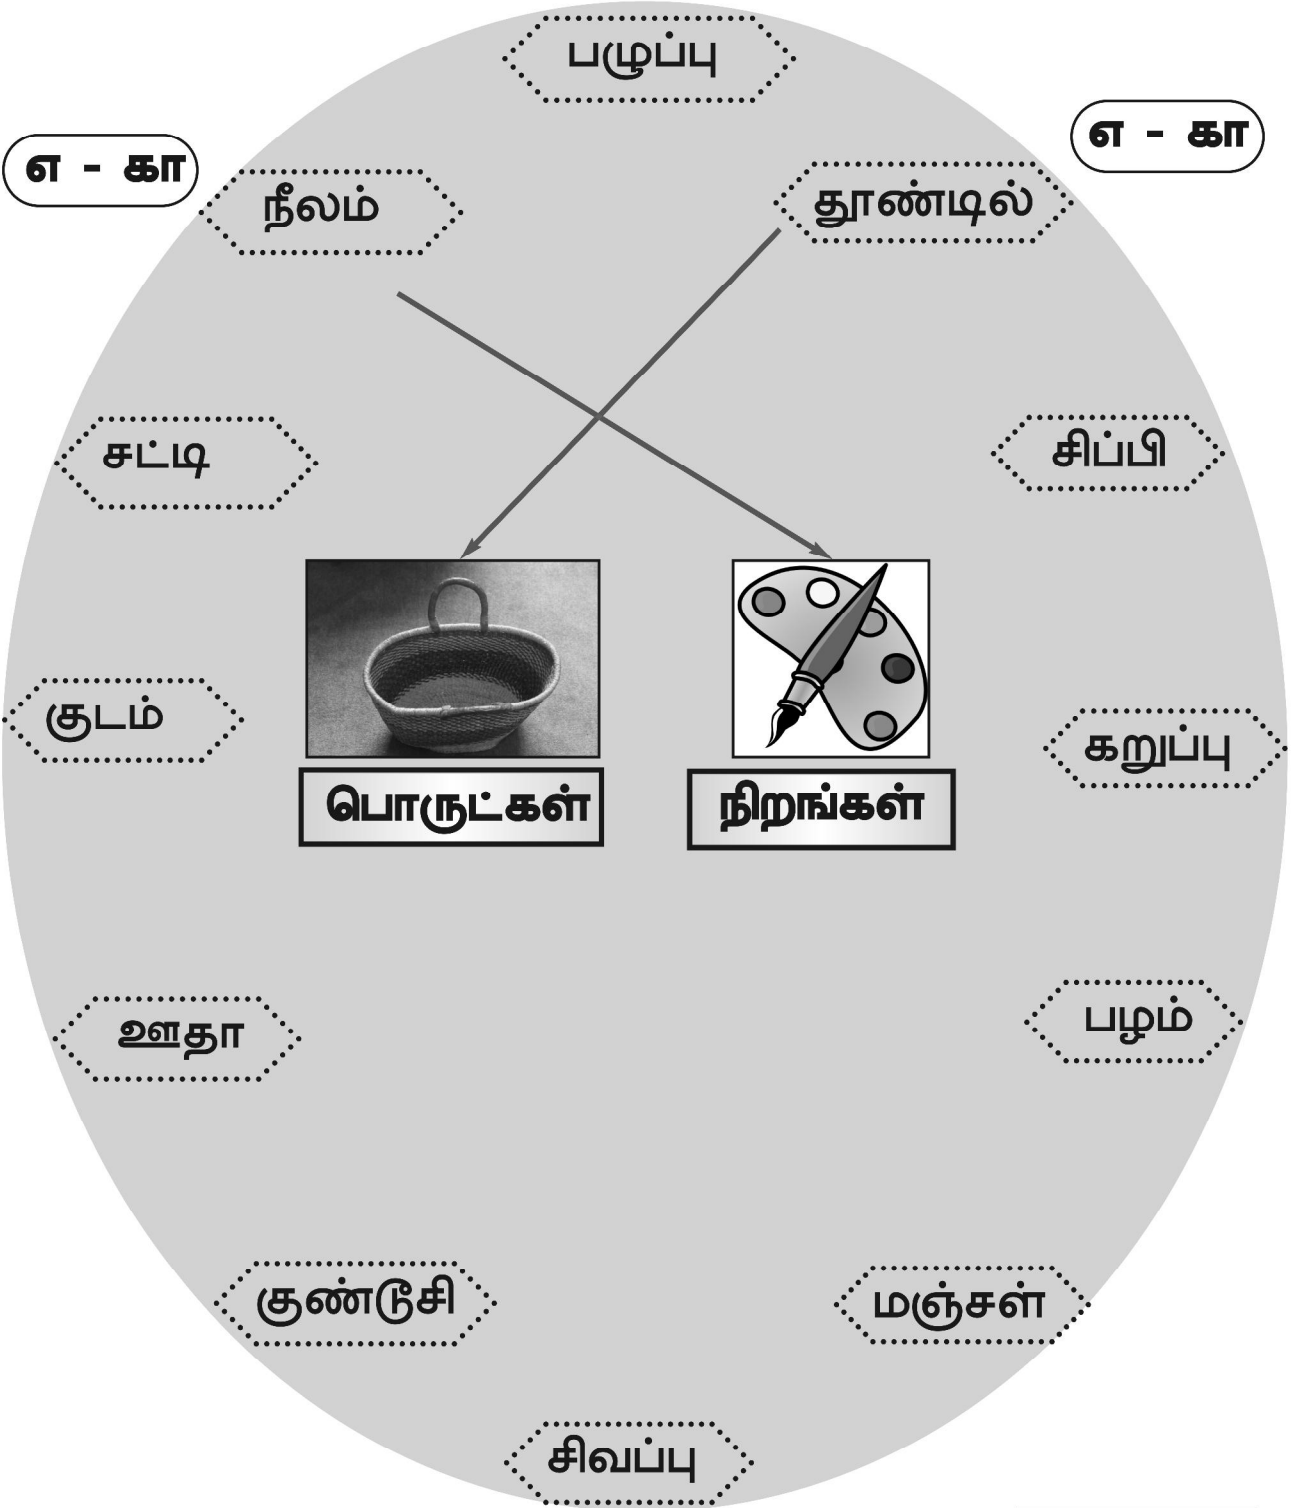 பழுப்பு
எ - கா
எ - கா
நீலம்
தூண்டில்
சட்டி
சிப்பி
குடம்
கறுப்பு
பொருட்கள்
நிறங்கள்
ஊதா
பழம்
குண்டூசி
மஞ்சள்
சிவப்பு